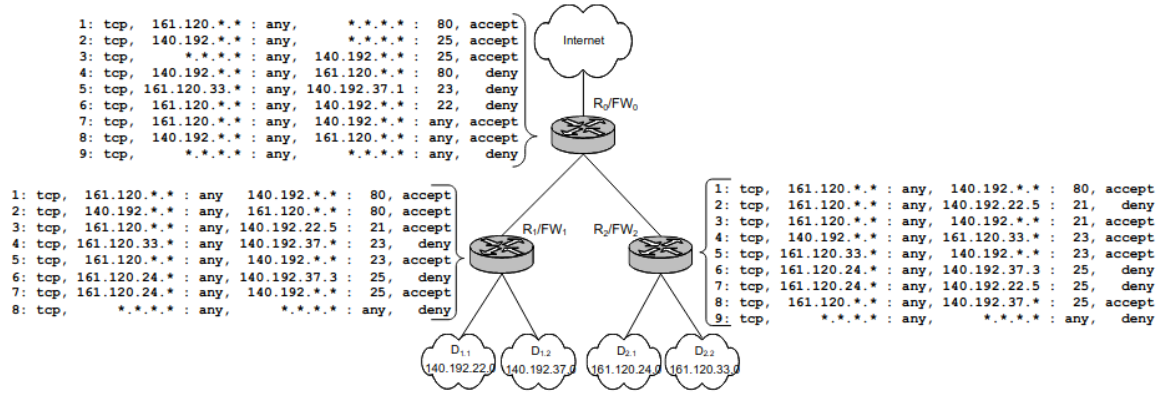 1: tcp, 161.120.*.* : any, *.*.*.* : 80, accept
2: tcp, 140.192.*.* : any, *.*.*.* : 25, accept
3: tcp, *.*.*.* : any, 140.192.*.* : 25, accept
4: tcp, 140.192.*.* : any, 161.120.*.* : 80, deny
5: tcp, 161.120.33.* : any, 140.192.37.1 : 23, deny
6: tcp, 161.120.*.* : any, 140.192.*.* : 22, deny
7: tcp, 161.120.*.* : any, 140.192.*.* : any, accept
8: tcp, 140.192.*.* : any, 161.120.*.* : any, accept
9: tcp, *.*.*.* : any, *.*.*.* : any, deny
Internet
R0/FW0
1: tcp, 161.120.*.* : any 140.192.*.* : 80, accept
2: tcp, 140.192.*.* : any, 161.120.*.* : 80, accept
3: tcp, 161.120.*.* : any, 140.192.22.5 : 21, accept
4: tcp, 161.120.33.* : any, 140.192.37.* : 23, deny
5: tcp, 161.120.*.* : any, 140.192.*.* : 23, accept
6: tcp, 161.120.24.* : any, 140.192.37.3 : 25, deny
7: tcp, 161.120.24.* : any, 140.192.*.* : 25, accept
8: tcp, *.*.*.* : any, *.*.*.* : any, deny
R1/FW1
R2/FW2
1: tcp, 161.120.*.* : any, 140.192.*.* : 80, accept
2: tcp, 161.120.*.* : any, 140.192.22.5 : 21, deny
3: tcp, 161.120.*.* : any, 140.192.*.* : 21, accept
4: tcp, 140.192.*.* : any, 161.120.33.* : 23, accept
5: tcp, 161.120.33.* : any, 140.192.*.* : 23, accept
6: tcp, 161.120.24.* : any, 140.192.37.3 : 25, deny
7: tcp, 161.120.24.* : any, 140.192.22.5 : 25, deny
8: tcp, 161.120.*.* : any, 140.192.37.* : 25, accept
9: tcp, *.*.*.* : any, *.*.*.* : any, deny
D1.1
140.192.22.0
D1.2
140.192.37.0
D2.1
161.120.24.0
D2.2
161.120.33.0